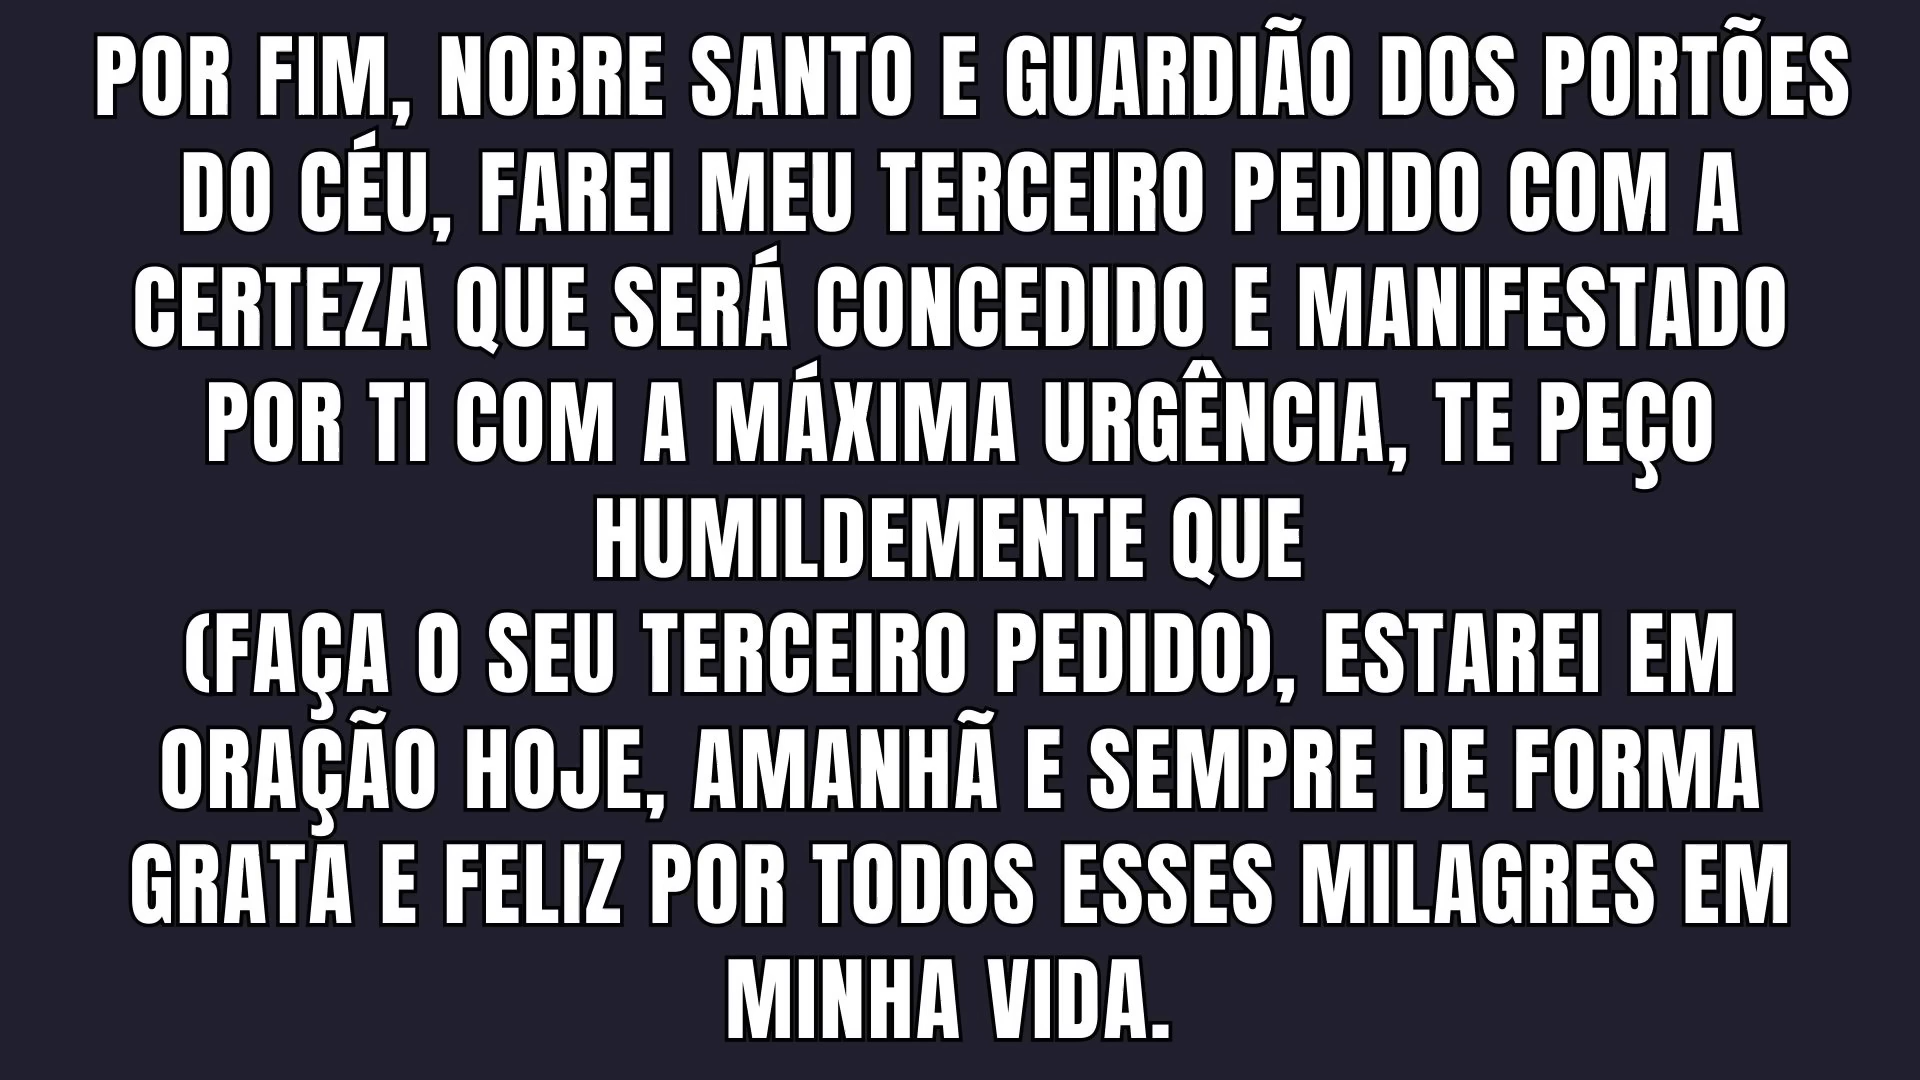 POR FIM, NOBRE SANTO E GUARDIÃO DOS PORTÕES
DO CÉU, FAREI MEU TERCEIRO PEDIDO COM A
CERTEZA QUE SERÁ CONCEDIDO E MANIFESTADO
POR TI COM A MÁXIMA URGÊNCIA, TE PEÇO
HUMILDEMENTE QUE
(FAÇA O SEU TERCEIRO PEDIDO), ESTAREI EM
ORAÇÃO HOJE, AMANHÃ E SEMPRE DE FORMA
GRATA E FELIZ POR TODOS ESSES MILAGRES EM
MINHA VIDA.